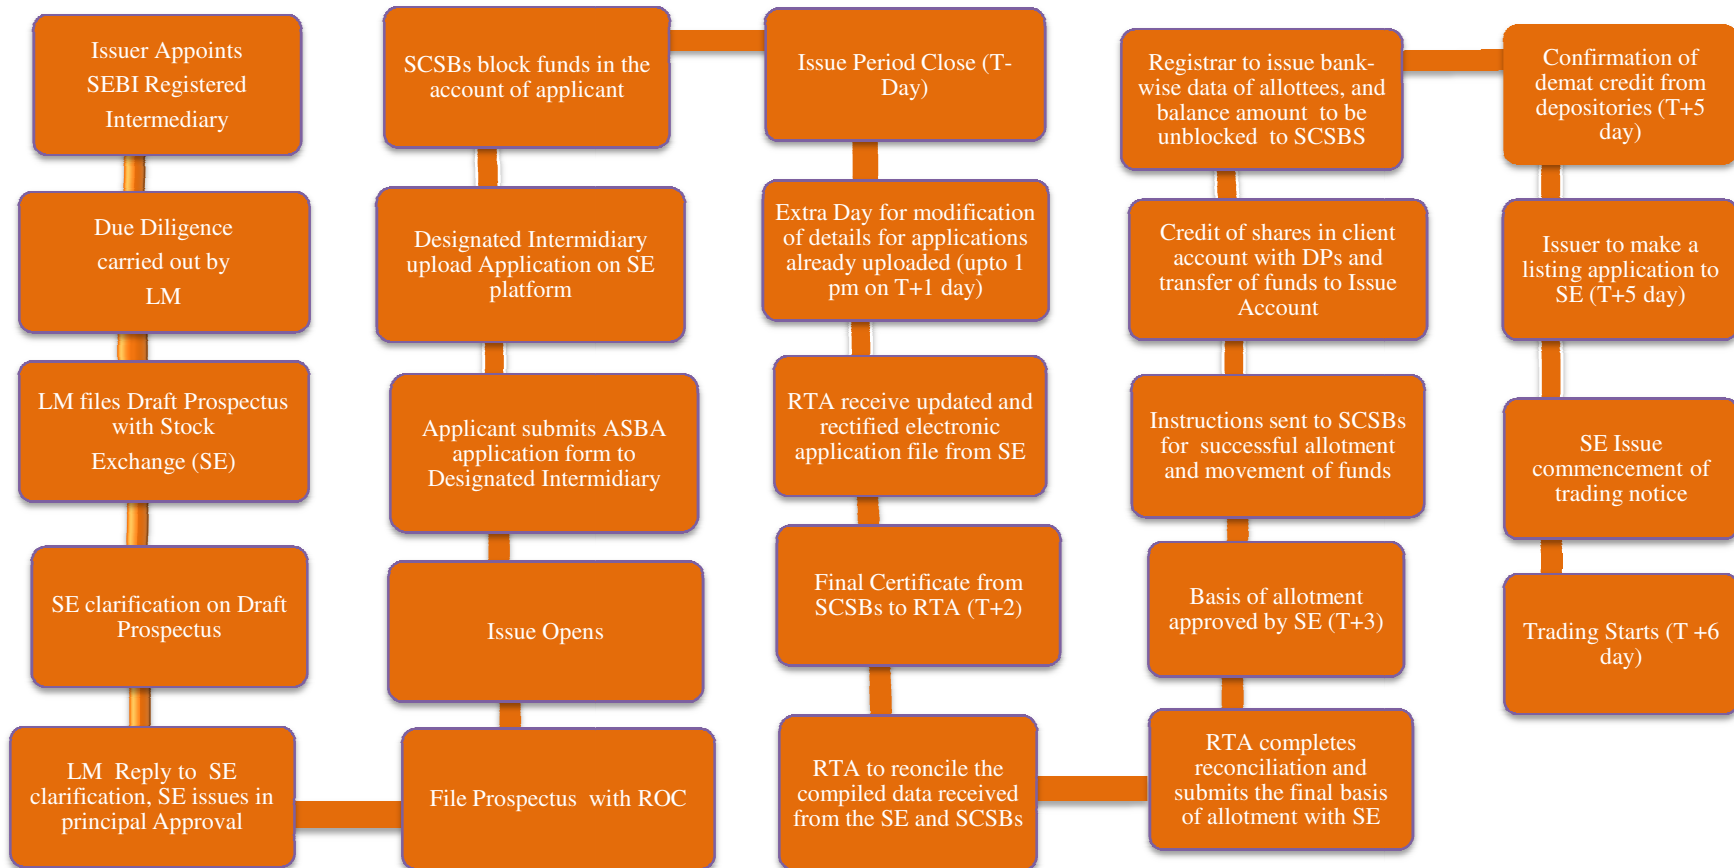 Issuer Appoints
SEBI Registered
Intermediary
Due Diligence
carried out by
LM
LM files Draft Prospectus
with Stock
Exchange (SE)
SE clarification on Draft
Prospectus
LM Reply to SE
clarification, SE issues in
principal Approval
File Prospectus with ROC
Issue Opens
Applicant submits ASBA
application form to
Designated Intermidiary
Designated Intermidiary
upload Application on SE
platform
SCSBs block funds in the
account of applicant
Issue Period Close (T-
Day)
Extra Day for modification
of details for applications
already uploaded (upto 1
pm on T+1 day)
RTA receive updated and
rectified electronic
application file from SE
Final Certificate from
SCSBs to RTA (T+2)
RTA to reconcile the
compiled data received
from the SE and SCSBs
RTA completes
reconciliation and
submits the final basis
of allotment with SE
Basis of allotment
approved by SE (T+3)
Instructions sent to SCSBs
for successful allotment
and movement of funds
Credit of shares in client
account with DPs and
transfer of funds to Issue
Account
Registrar to issue bank-
wise data of allottees, and
balance amount to be
unblocked to SCSBS
Confirmation of
demat credit from
depositories (T+5
day)
Issuer to make a
listing application to
SE (T+5 day)
SE Issue
commencement of
trading notice
Trading Starts (T +6
day)